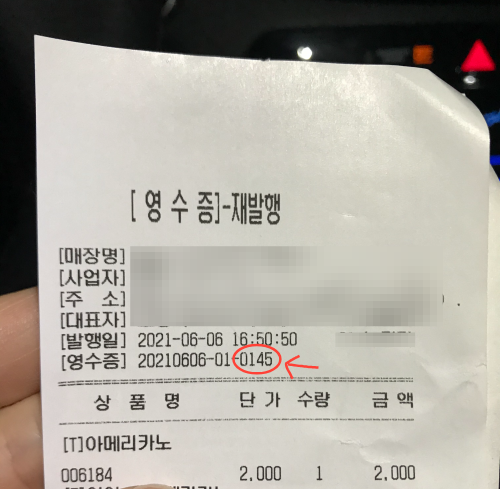 [영수증]-재발행
[매장명]
[사업자]
[주 소]
[대표자]
[발행일] 2021-06-06 16:50:50
[영수증] 20210606-01-0145
상 품 명 단 가 수량 금 액
[T]아메리카노
006184 2,000 1 2,000